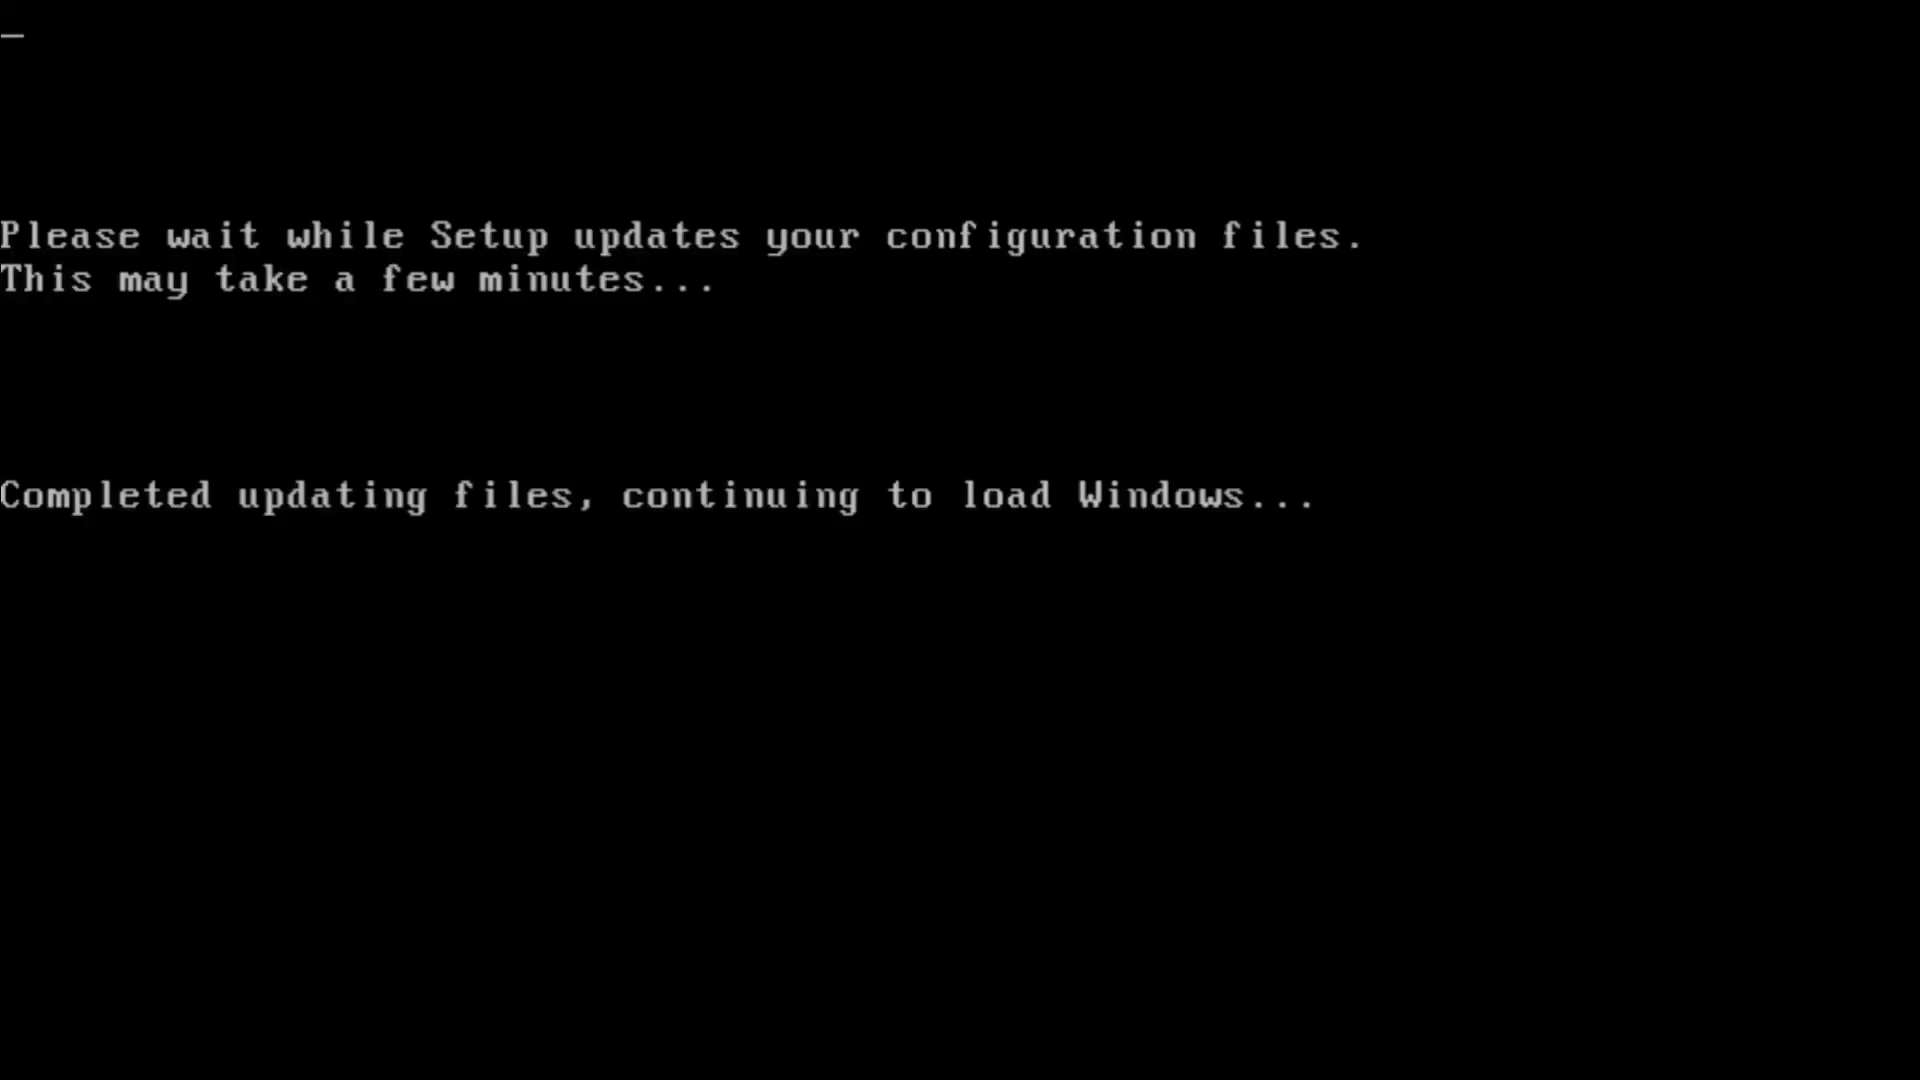 Please wait while Setup updates your configuration files.
This may take a few minutes...
Completed updating files, continuing to load Windows...